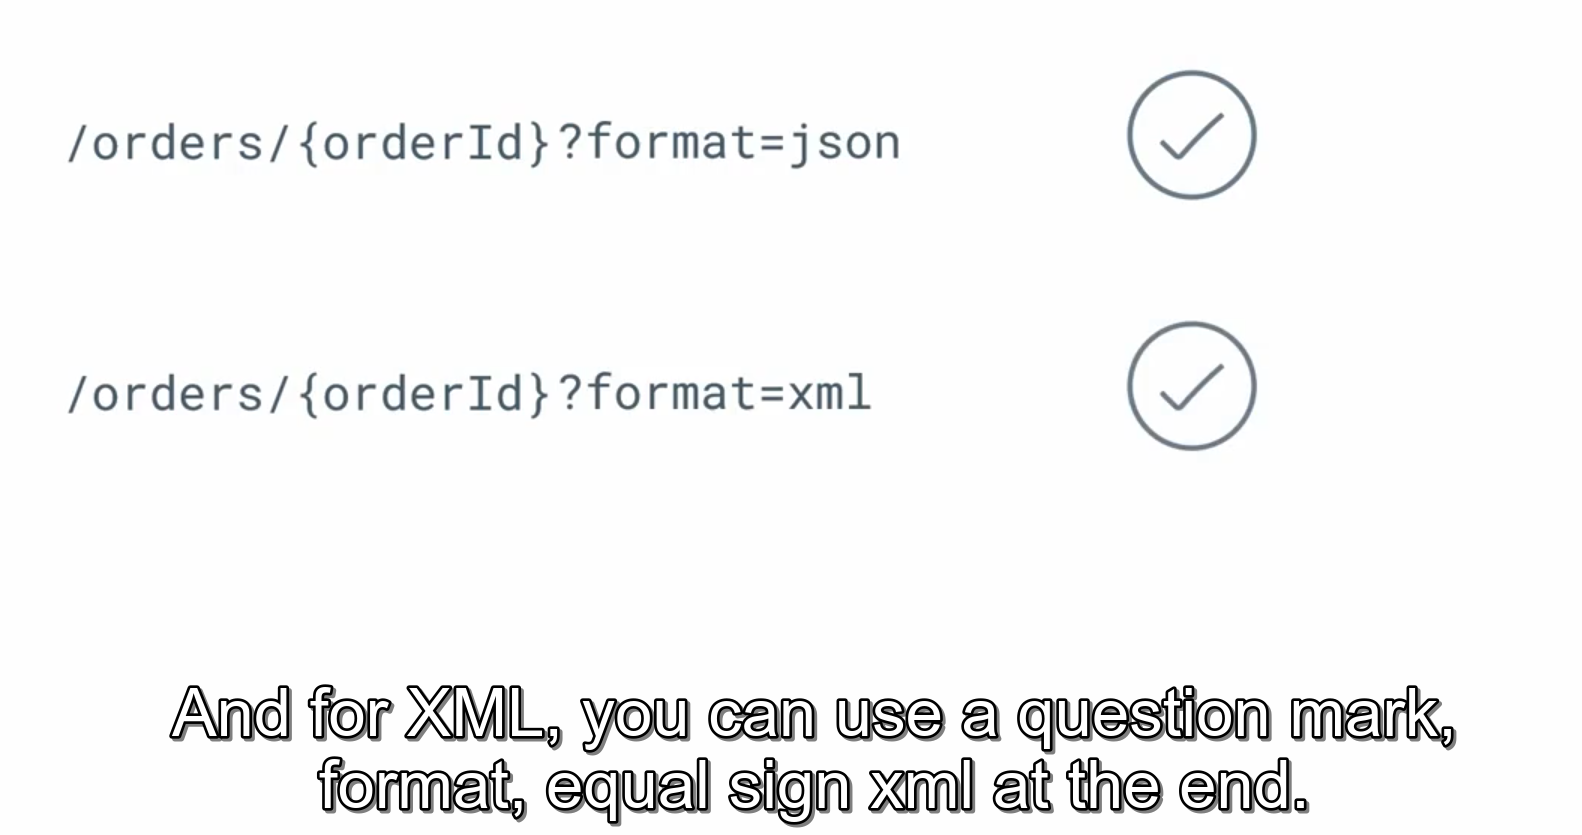 /orders/{orderId}?format=json
/orders/{orderId}?format=xml
And for XML, you can use a question mark,
format, equal sign xml at the end.